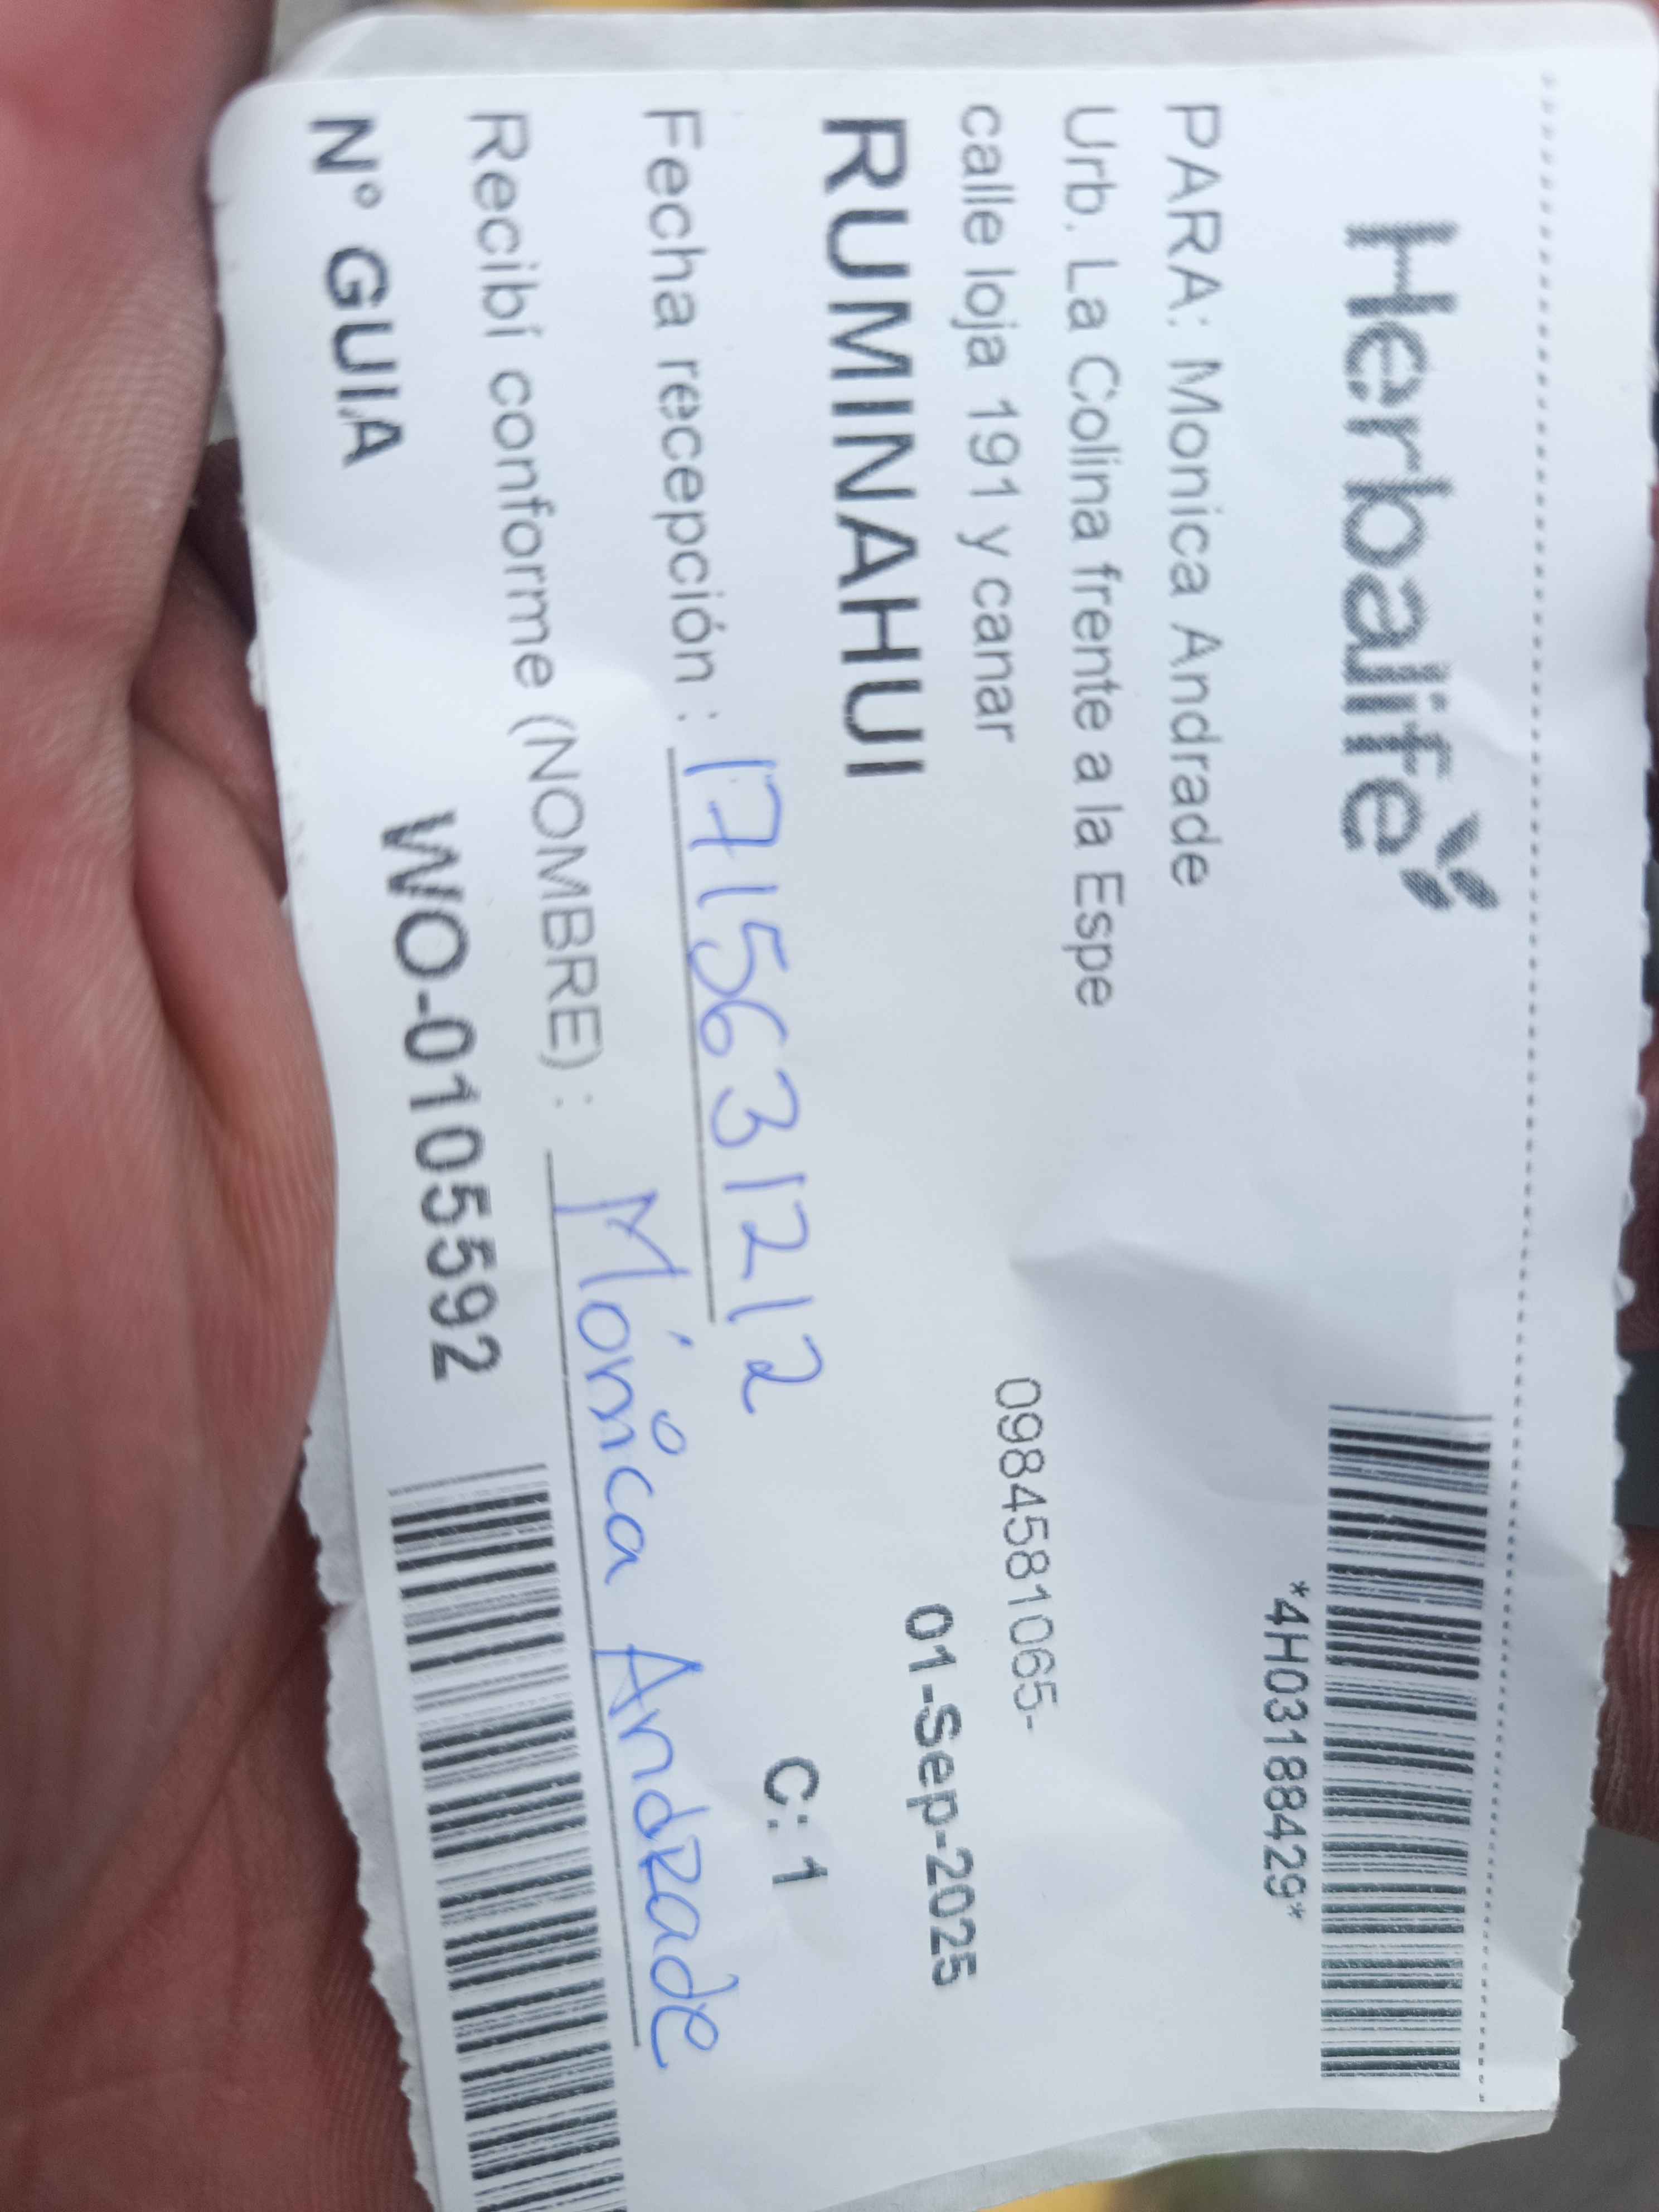 Herbalife
*4H03188429*
PARA: Monica Andrade
Urb. La Colina frente a la Espe
calle loja 191 y canar
0984581065-
RUMINAHUI
01-Sep-2025
Fecha recepción : 1715631212
C: 1
Recibí conforme (NOMBRE) : Mónica Andrade
N° GUIA WO-0105592